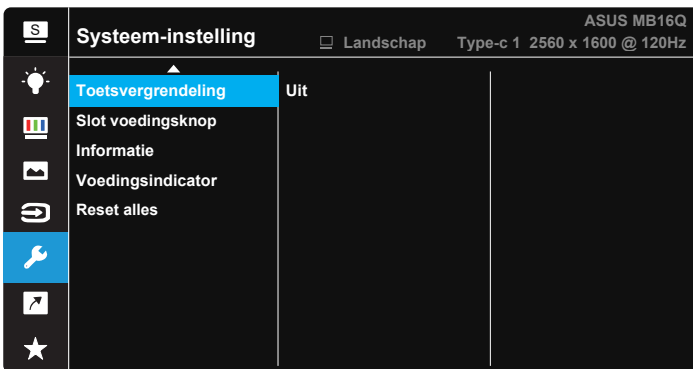 S
Systeem-instelling
ASUS MB16Q
Landschap Type-c 1 2560 x 1600 @ 120Hz
Toetsvergrendeling Uit
Slot voedingsknop
Informatie
Voedingsindicator
Reset alles